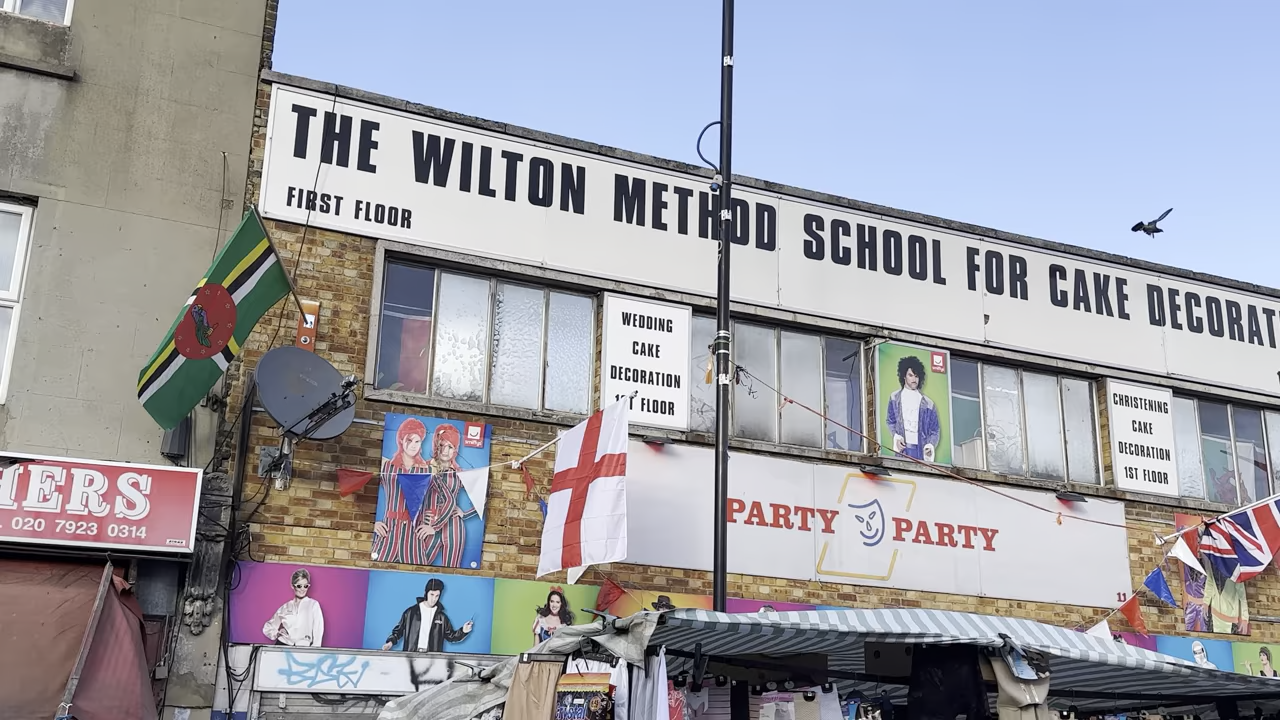 THE WILTON METHOD SCHOOL FOR CAKE DECORAT
FIRST FLOOR
WEDDING
CAKE
DECORATION
1ST FLOOR
CHRISTENING
CAKE
DECORATION
1ST FLOOR
PARTY PARTY
11
HERS
020 7923 0314